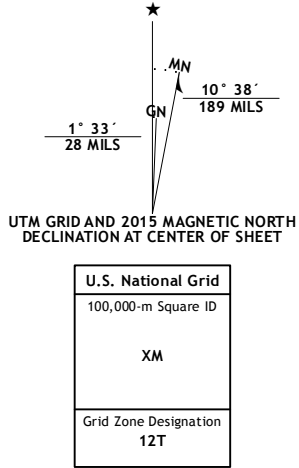 ★
MN
GN
10° 38´
189 MILS
1° 33´
28 MILS
UTM GRID AND 2015 MAGNETIC NORTH
DECLINATION AT CENTER OF SHEET
U.S. National Grid
100,000-m Square ID
XM
Grid Zone Designation
12T